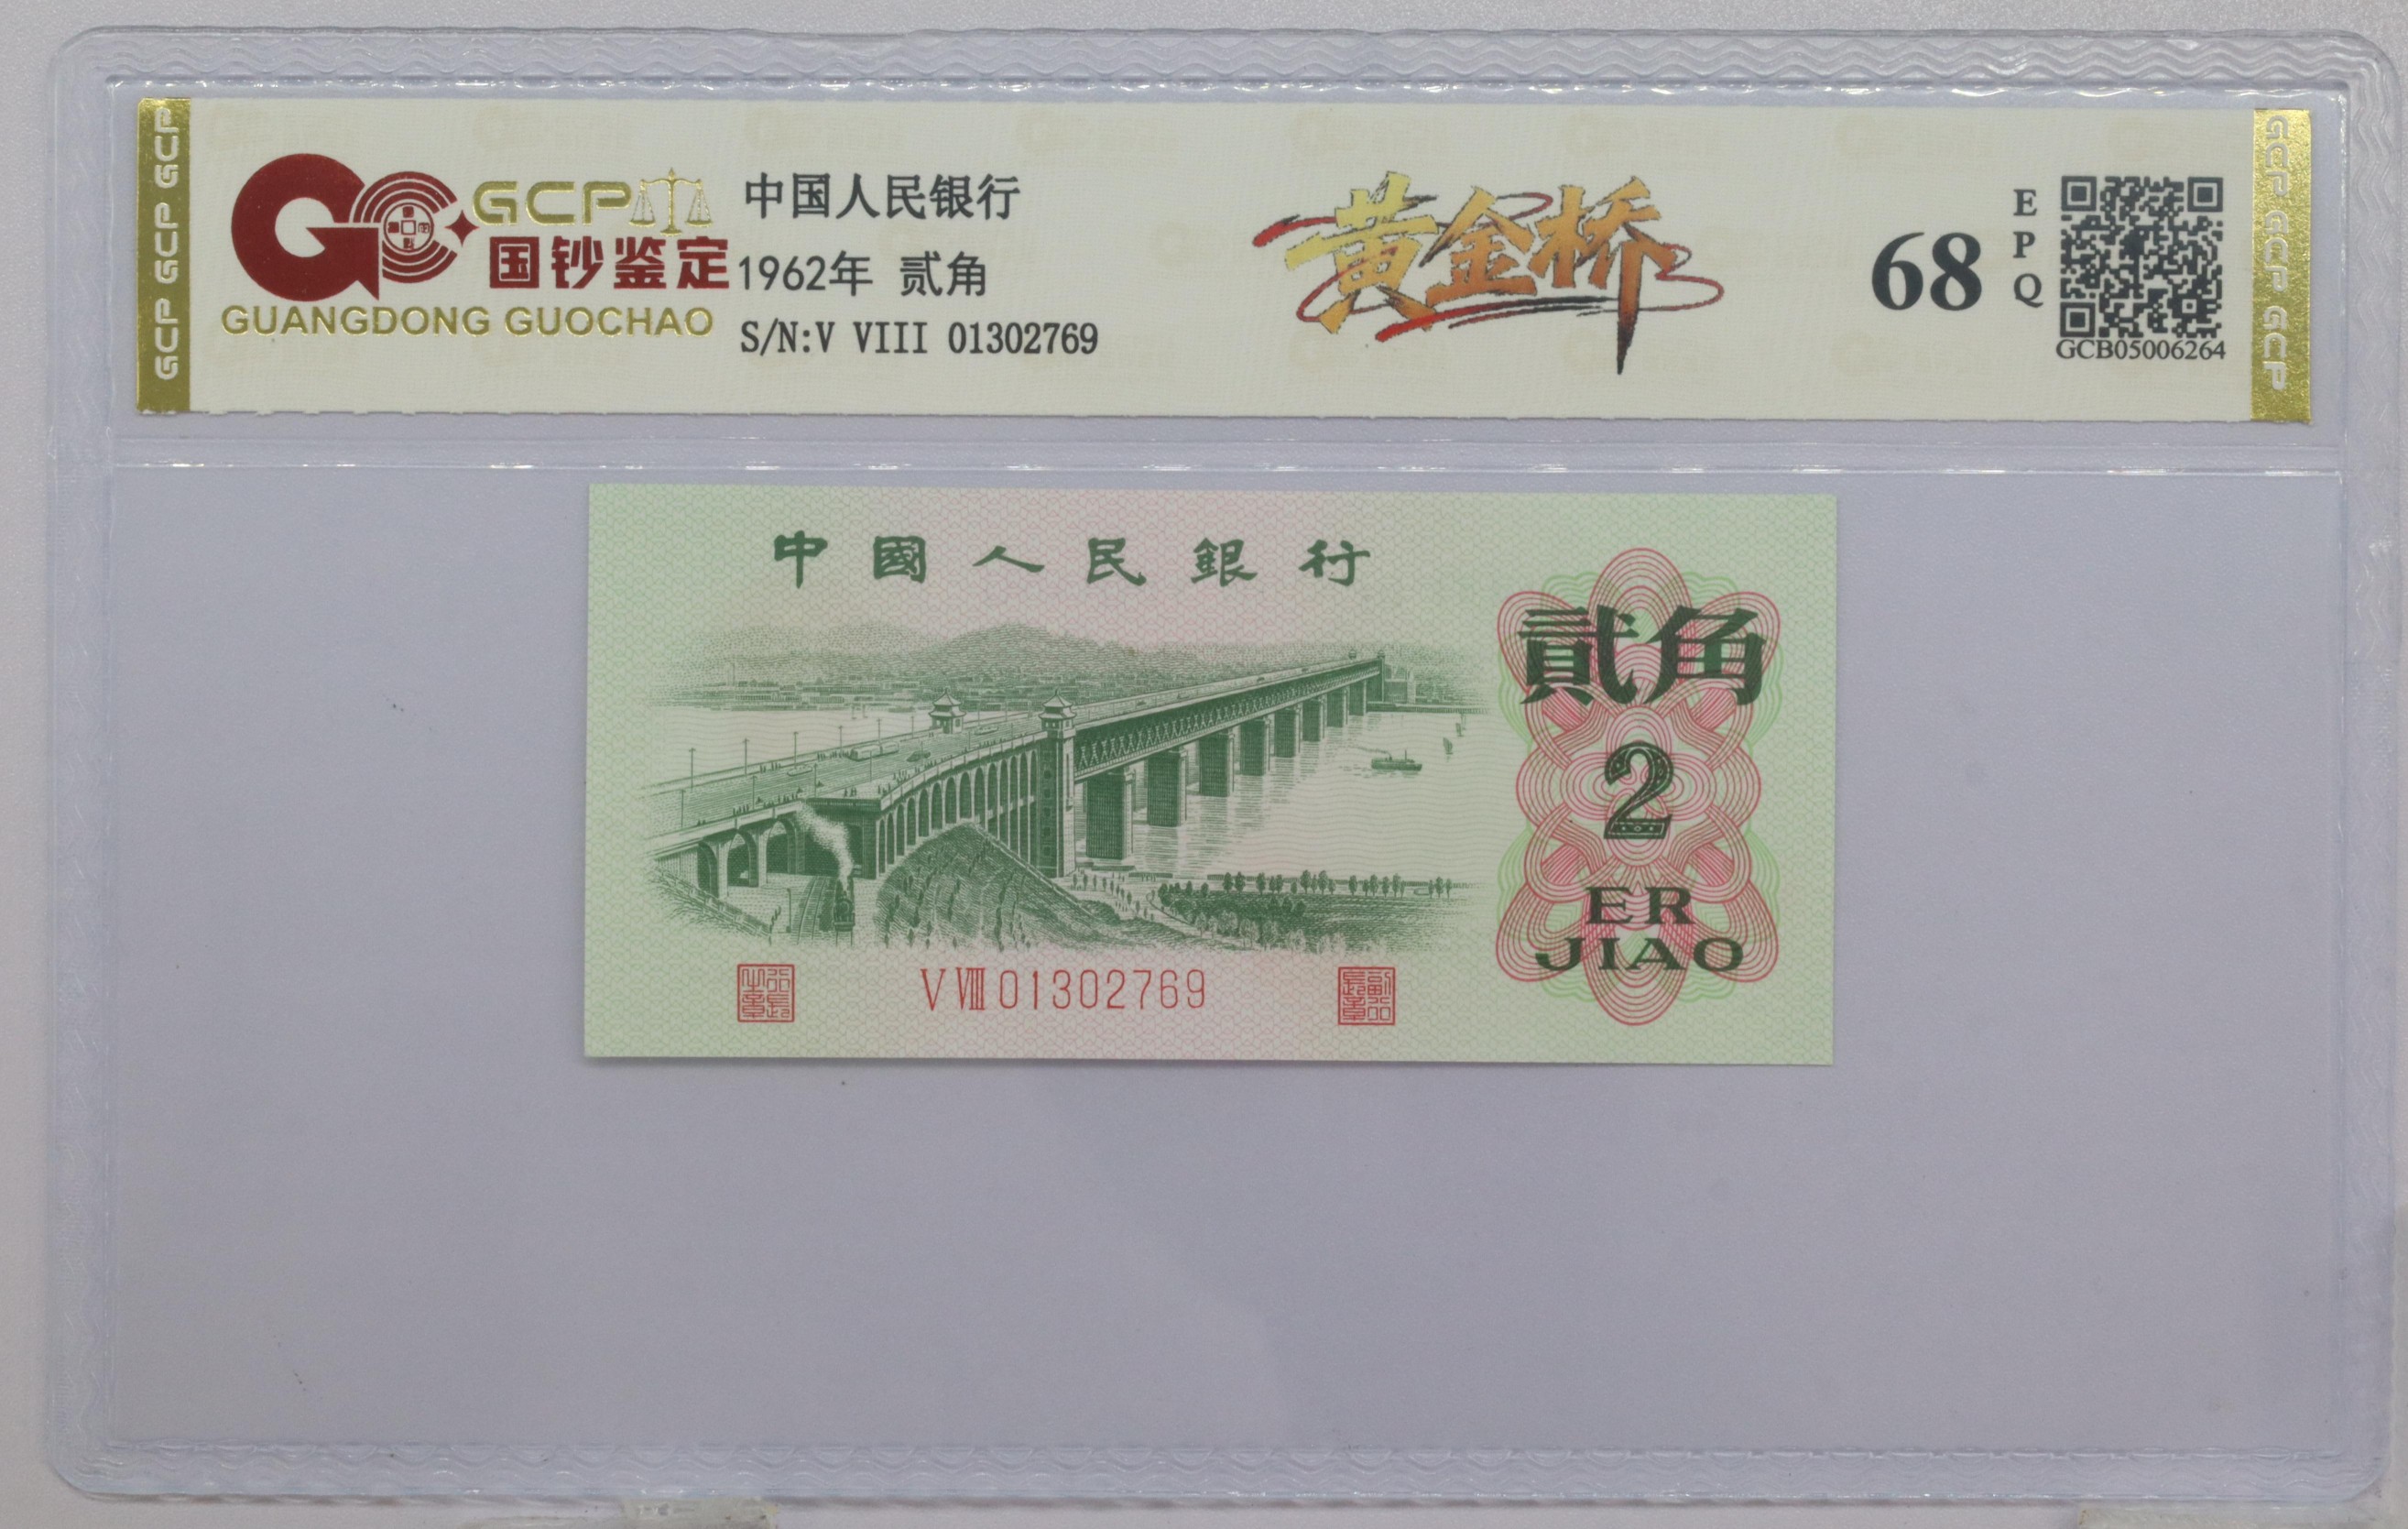 GCP GCP GCP GCP
GCP
国钞鉴定
GUANGDONG GUOCHAO
中国人民银行
1962年 贰角
S/N:V VIII 01302769
黄金桥
68
EPQ
GCB05006264
GCP GCP GCP GCP
中國人民銀行
貳角
2
ER
JIAO
V VIII 01302769